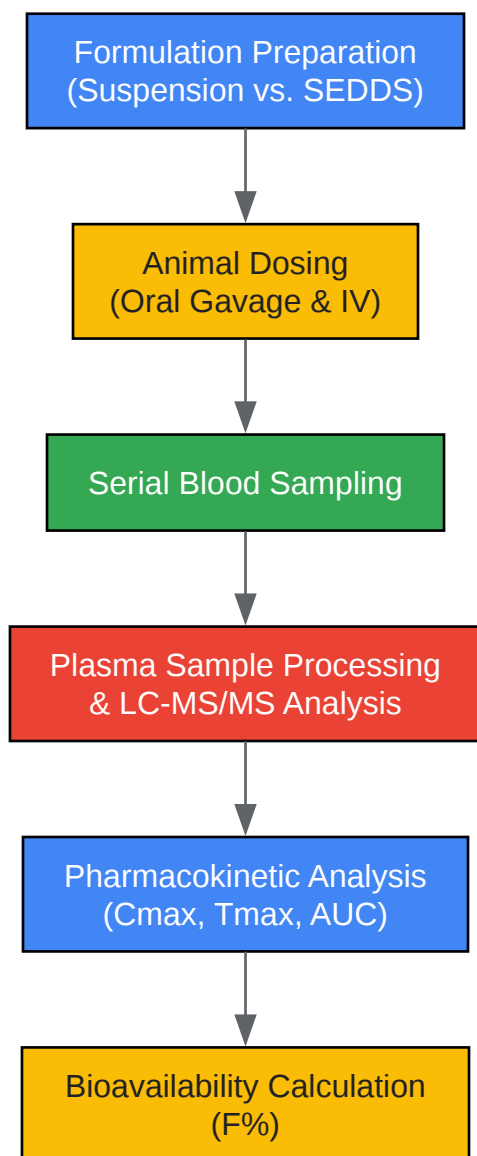 Formulation Preparation
(Suspension vs. SEDDS)
Animal Dosing
(Oral Gavage & IV)
Serial Blood Sampling
Plasma Sample Processing
& LC-MS/MS Analysis
Pharmacokinetic Analysis
(Cmax, Tmax, AUC)
Bioavailability Calculation
(F%)